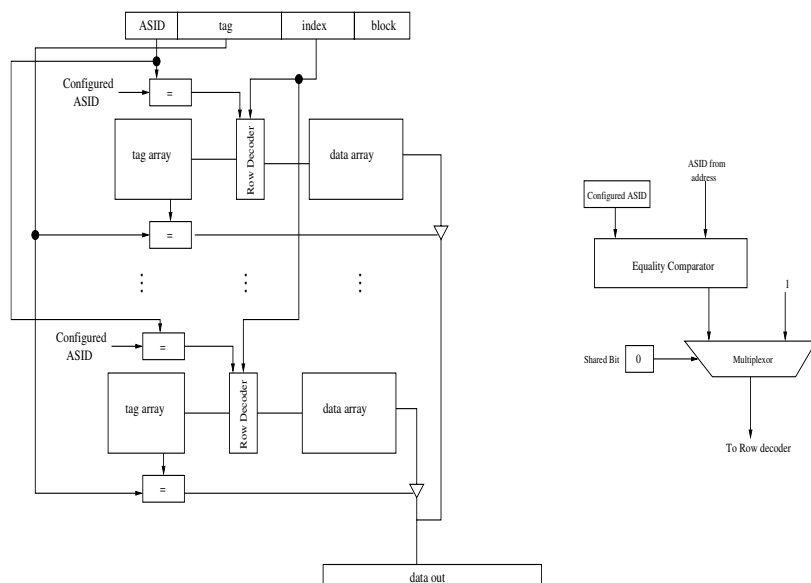 ASID tag index block
Configured
ASID
=
Row Decoder
tag array
data array
=
Configured
ASID
=
Row Decoder
tag array
data array
=
data out
ASID from
address
Configured ASID
Equality Comparator
1
Shared Bit
0
Multiplexor
To Row decoder